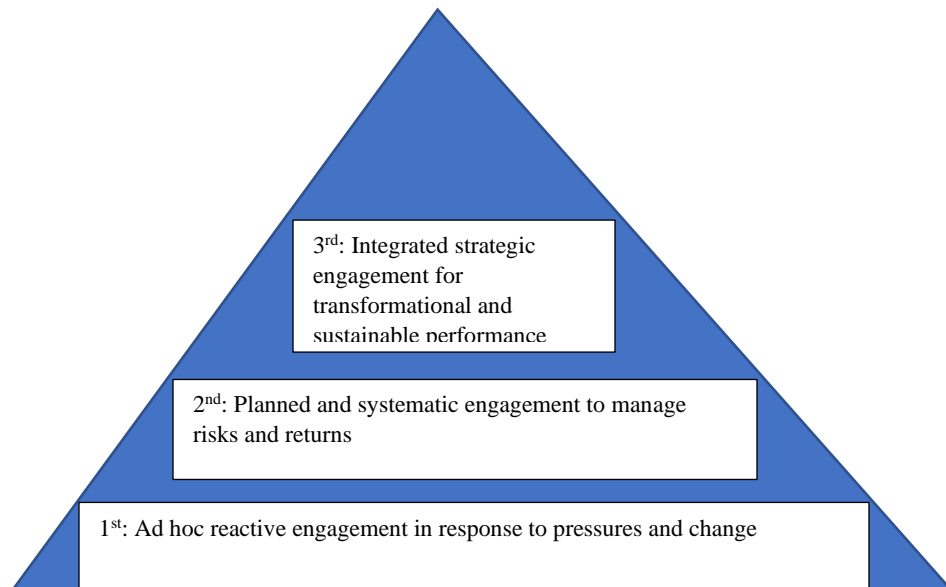 3rd: Integrated strategic
engagement for
transformational and
sustainable performance
2nd: Planned and systematic engagement to manage
risks and returns
1st: Ad hoc reactive engagement in response to pressures and change